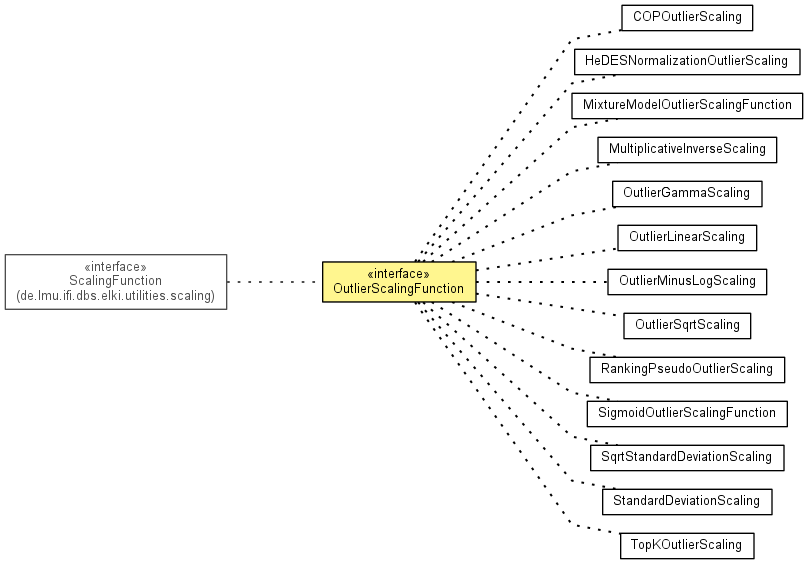 «interface»
ScalingFunction
(de.lmu.ifi.dbs.elki.utilities.scaling)
«interface»
OutlierScalingFunction
COPOutlierScaling
HeDESNormalizationOutlierScaling
MixtureModelOutlierScalingFunction
MultiplicativeInverseScaling
OutlierGammaScaling
OutlierLinearScaling
OutlierMinusLogScaling
OutlierSqrtScaling
RankingPseudoOutlierScaling
SigmoidOutlierScalingFunction
SqrtStandardDeviationScaling
StandardDeviationScaling
TopKOutlierScaling